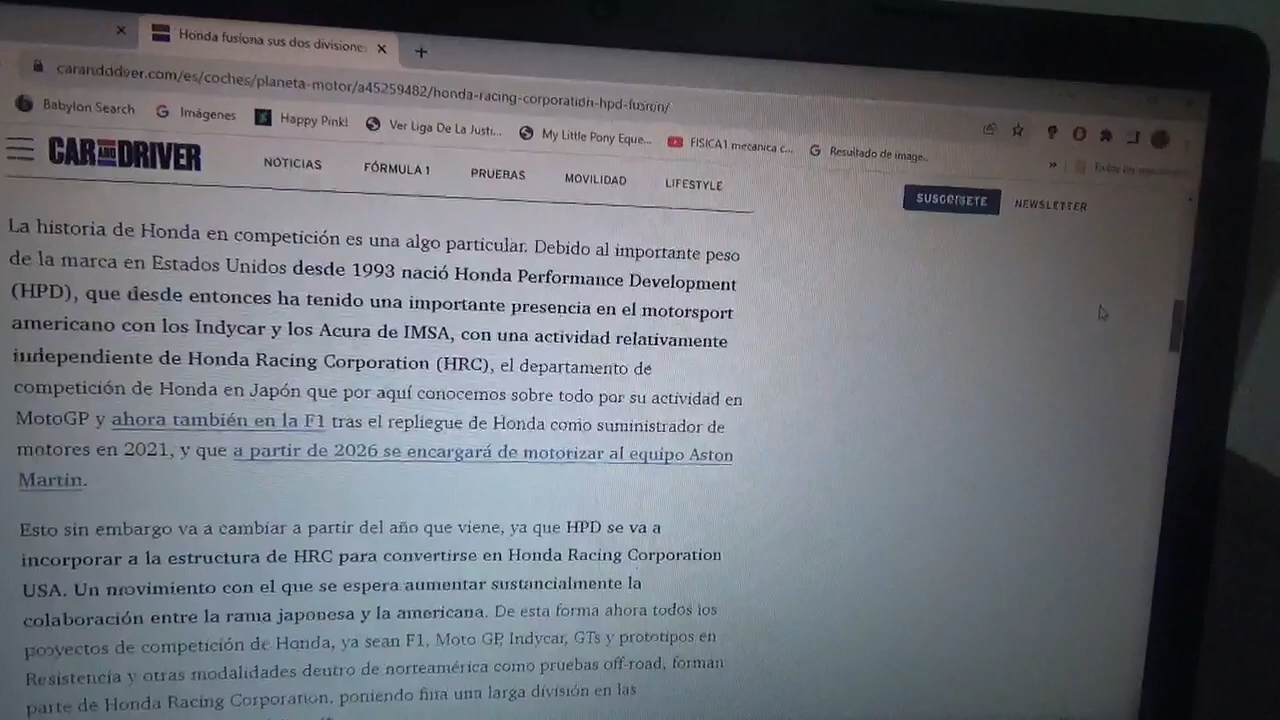 Honda fusiona sus dos divisione
carandddver.com/es/coches/planeta-motor/a45259482/honda-racing-corporation-hpd-fusion/
Babylon Search Imágenes Happy Pink! Ver Liga De La Justi... My Little Pony Eque... FISICA1 mecanica c... Resultado de image..
CAR AND DRIVER NOTICIAS FÓRMULA 1 PRUEBAS MOVILIDAD LIFESTYLE SUSCRÍBETE NEWSLETTER
La historia de Honda en competición es una algo particular. Debido al importante peso
de la marca en Estados Unidos desde 1993 nació Honda Performance Development
(HPD), que desde entonces ha tenido una importante presencia en el motorsport
americano con los Indycar y los Acura de IMSA, con una actividad relativamente
independiente de Honda Racing Corporation (HRC), el departamento de
competición de Honda en Japón que por aquí conocemos sobre todo por su actividad en
MotoGP y ahora también en la F1 tras el repliegue de Honda como suministrador de
motores en 2021, y que a partir de 2026 se encargará de motorizar al equipo Aston
Martin.
Esto sin embargo va a cambiar a partir del año que viene, ya que HPD se va a
incorporar a la estructura de HRC para convertirse en Honda Racing Corporation
USA. Un movimiento con el que se espera aumentar sustancialmente la
colaboración entre la rama japonesa y la americana. De esta forma ahora todos los
proyectos de competición de Honda, ya sean F1, Moto GP, Indycar, GTs y prototipos en
Resistencia y otras modalidades dentro de norteamérica como pruebas off-road, forman
parte de Honda Racing Corporation, poniendo fina una larga división en las